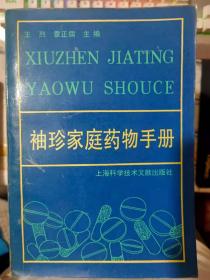 王烈 章正儒 主编
XIUZHEN JIATING
YAOWU SHOUCE
袖珍家庭药物手册
上海科学技术文献出版社